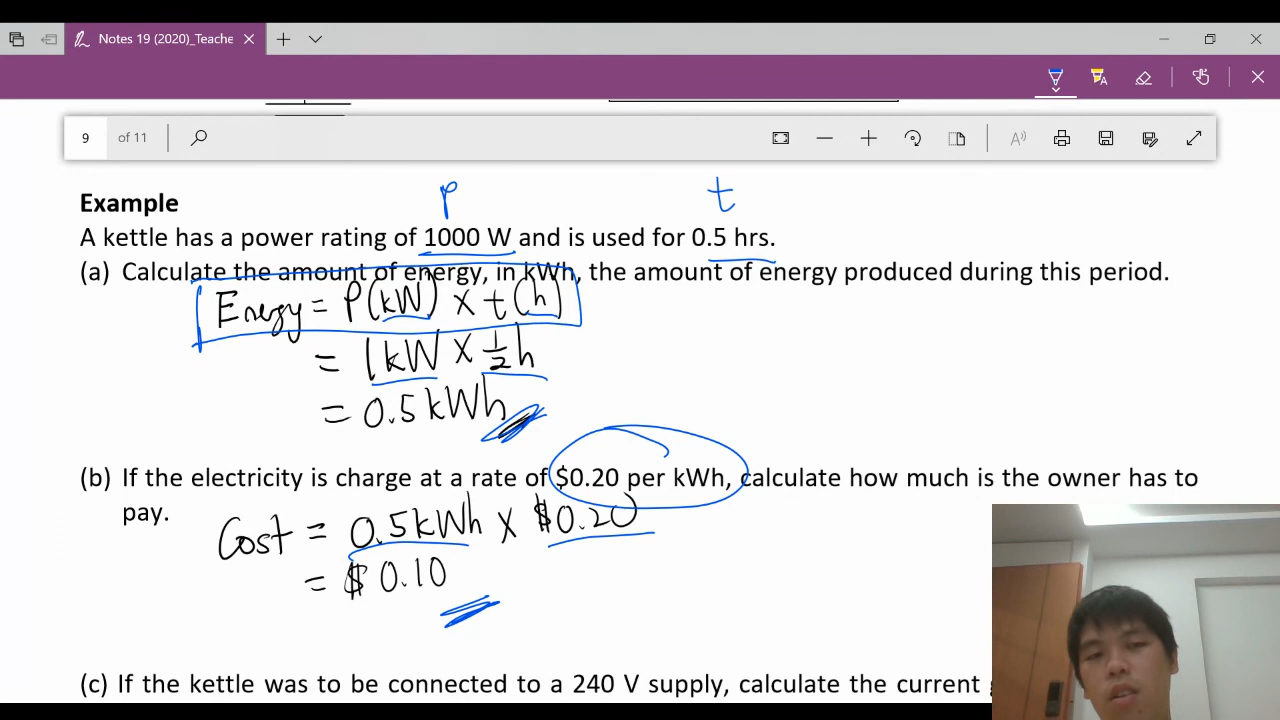 Notes 19 (2020)_Teache
9 of 11
P t
Example
A kettle has a power rating of 1000 W and is used for 0.5 hrs.
(a) Calculate the amount of energy, in kWh, the amount of energy produced during this period.
Energy = P(kW) x t(h)
= 1kW x 1/2 h
= 0.5kWh
(b) If the electricity is charge at a rate of $0.20 per kWh, calculate how much is the owner has to
pay.
Cost = 0.5kWh x $0.20
= $0.10
(c) If the kettle was to be connected to a 240 V supply, calculate the current